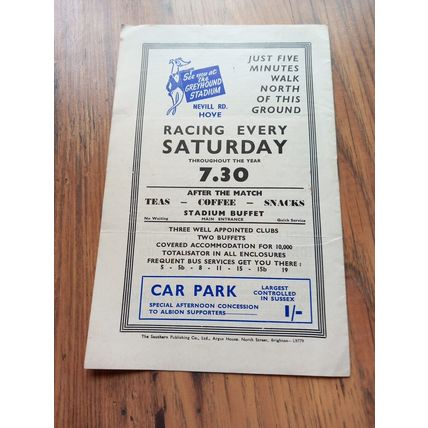 See you at
THE
GREYHOUND
STADIUM
NEVILL RD.
HOVE
JUST FIVE
MINUTES
WALK
NORTH
OF THIS
GROUND
RACING EVERY
SATURDAY
THROUGHOUT THE YEAR
7.30
AFTER THE MATCH
TEAS - COFFEE - SNACKS
STADIUM BUFFET
No Waiting MAIN ENTRANCE Quick Service
THREE WELL APPOINTED CLUBS
TWO BUFFETS
COVERED ACCOMMODATION FOR 10,000
TOTALISATOR IN ALL ENCLOSURES
FREQUENT BUS SERVICES GET YOU THERE :
5 - 5b - 8 - 11 - 15 - 15b 19
CAR PARK
LARGEST
CONTROLLED
IN SUSSEX
SPECIAL AFTERNOON CONCESSION
TO ALBION SUPPORTERS 1/-
The Southern Publishing Co., Ltd., Argus House, North Street, Brighton—L9779